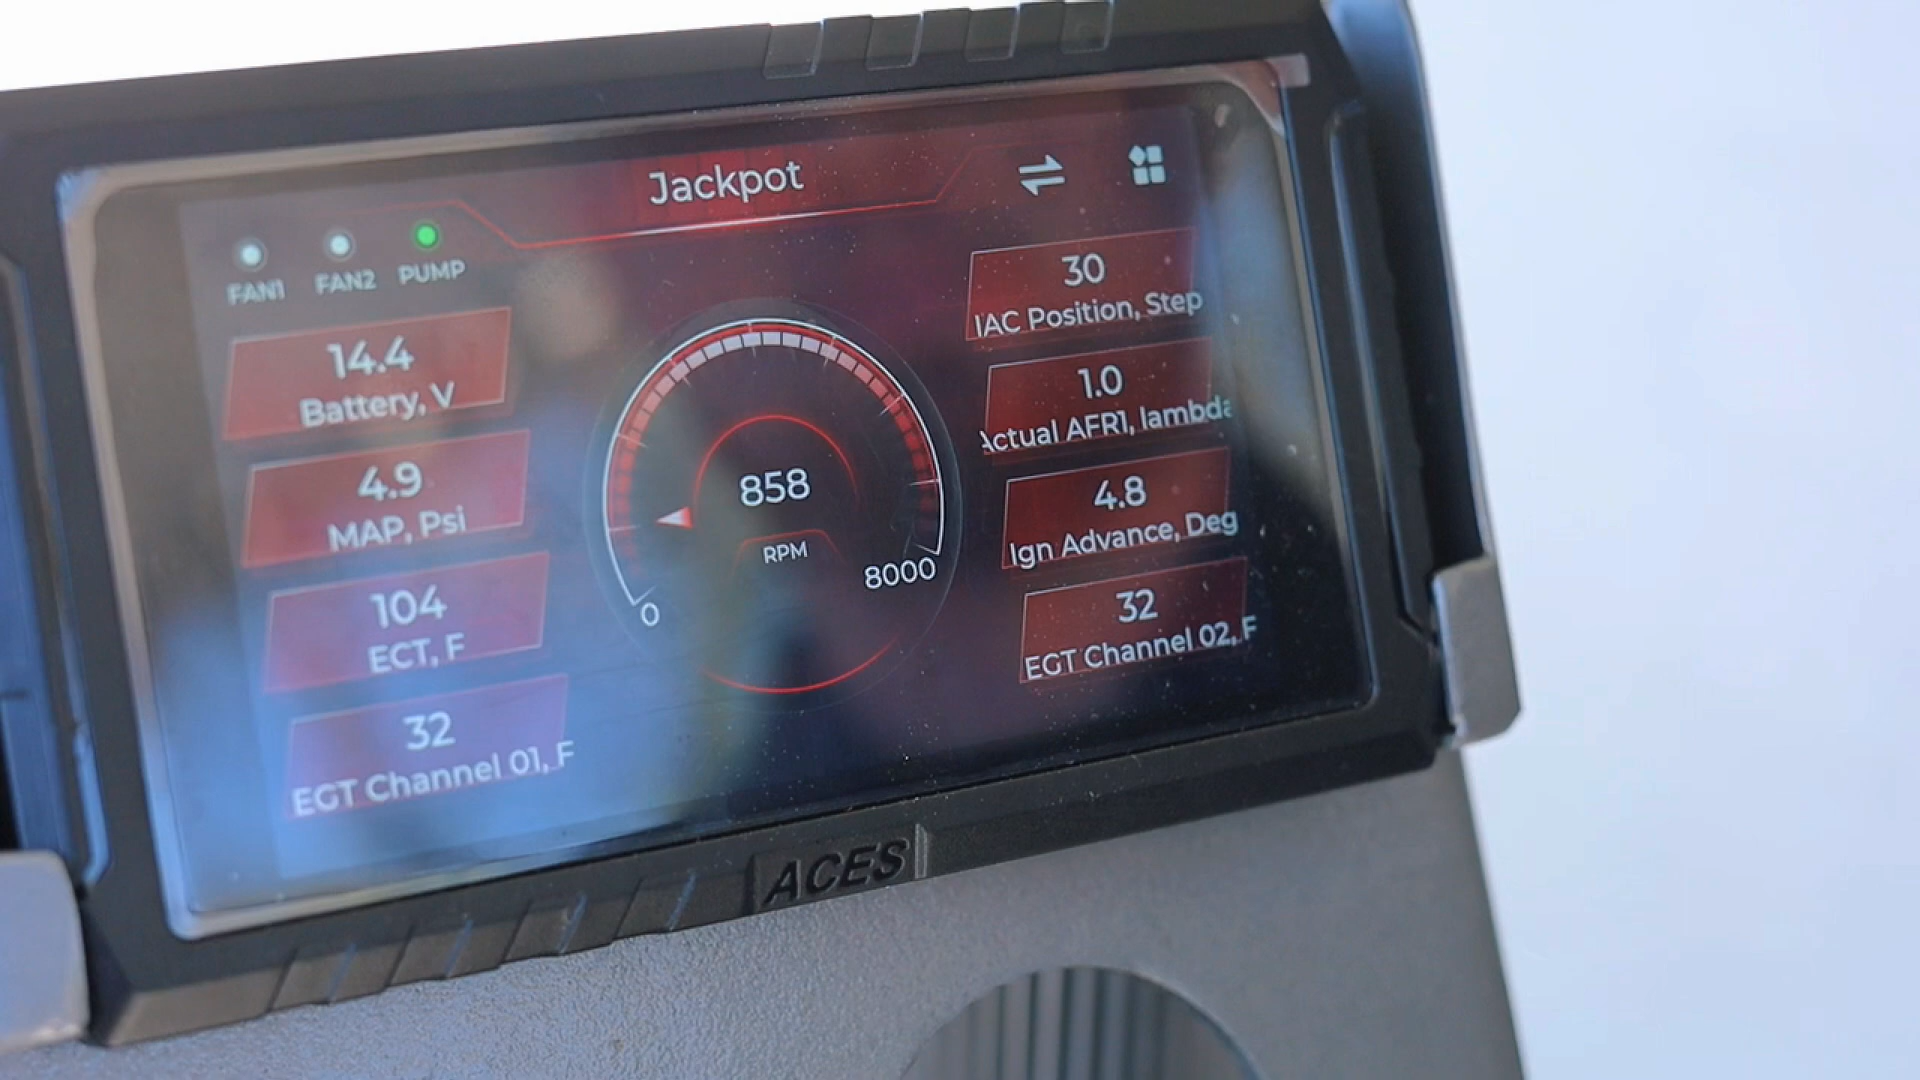 Jackpot
FAN1
FAN2
PUMP
14.4
Battery, V
4.9
MAP, Psi
104
ECT, F
32
EGT Channel 01, F
858
RPM
0
8000
30
IAC Position, Step
1.0
Actual AFR1, lambda
4.8
Ign Advance, Deg
32
EGT Channel 02, F
ACES